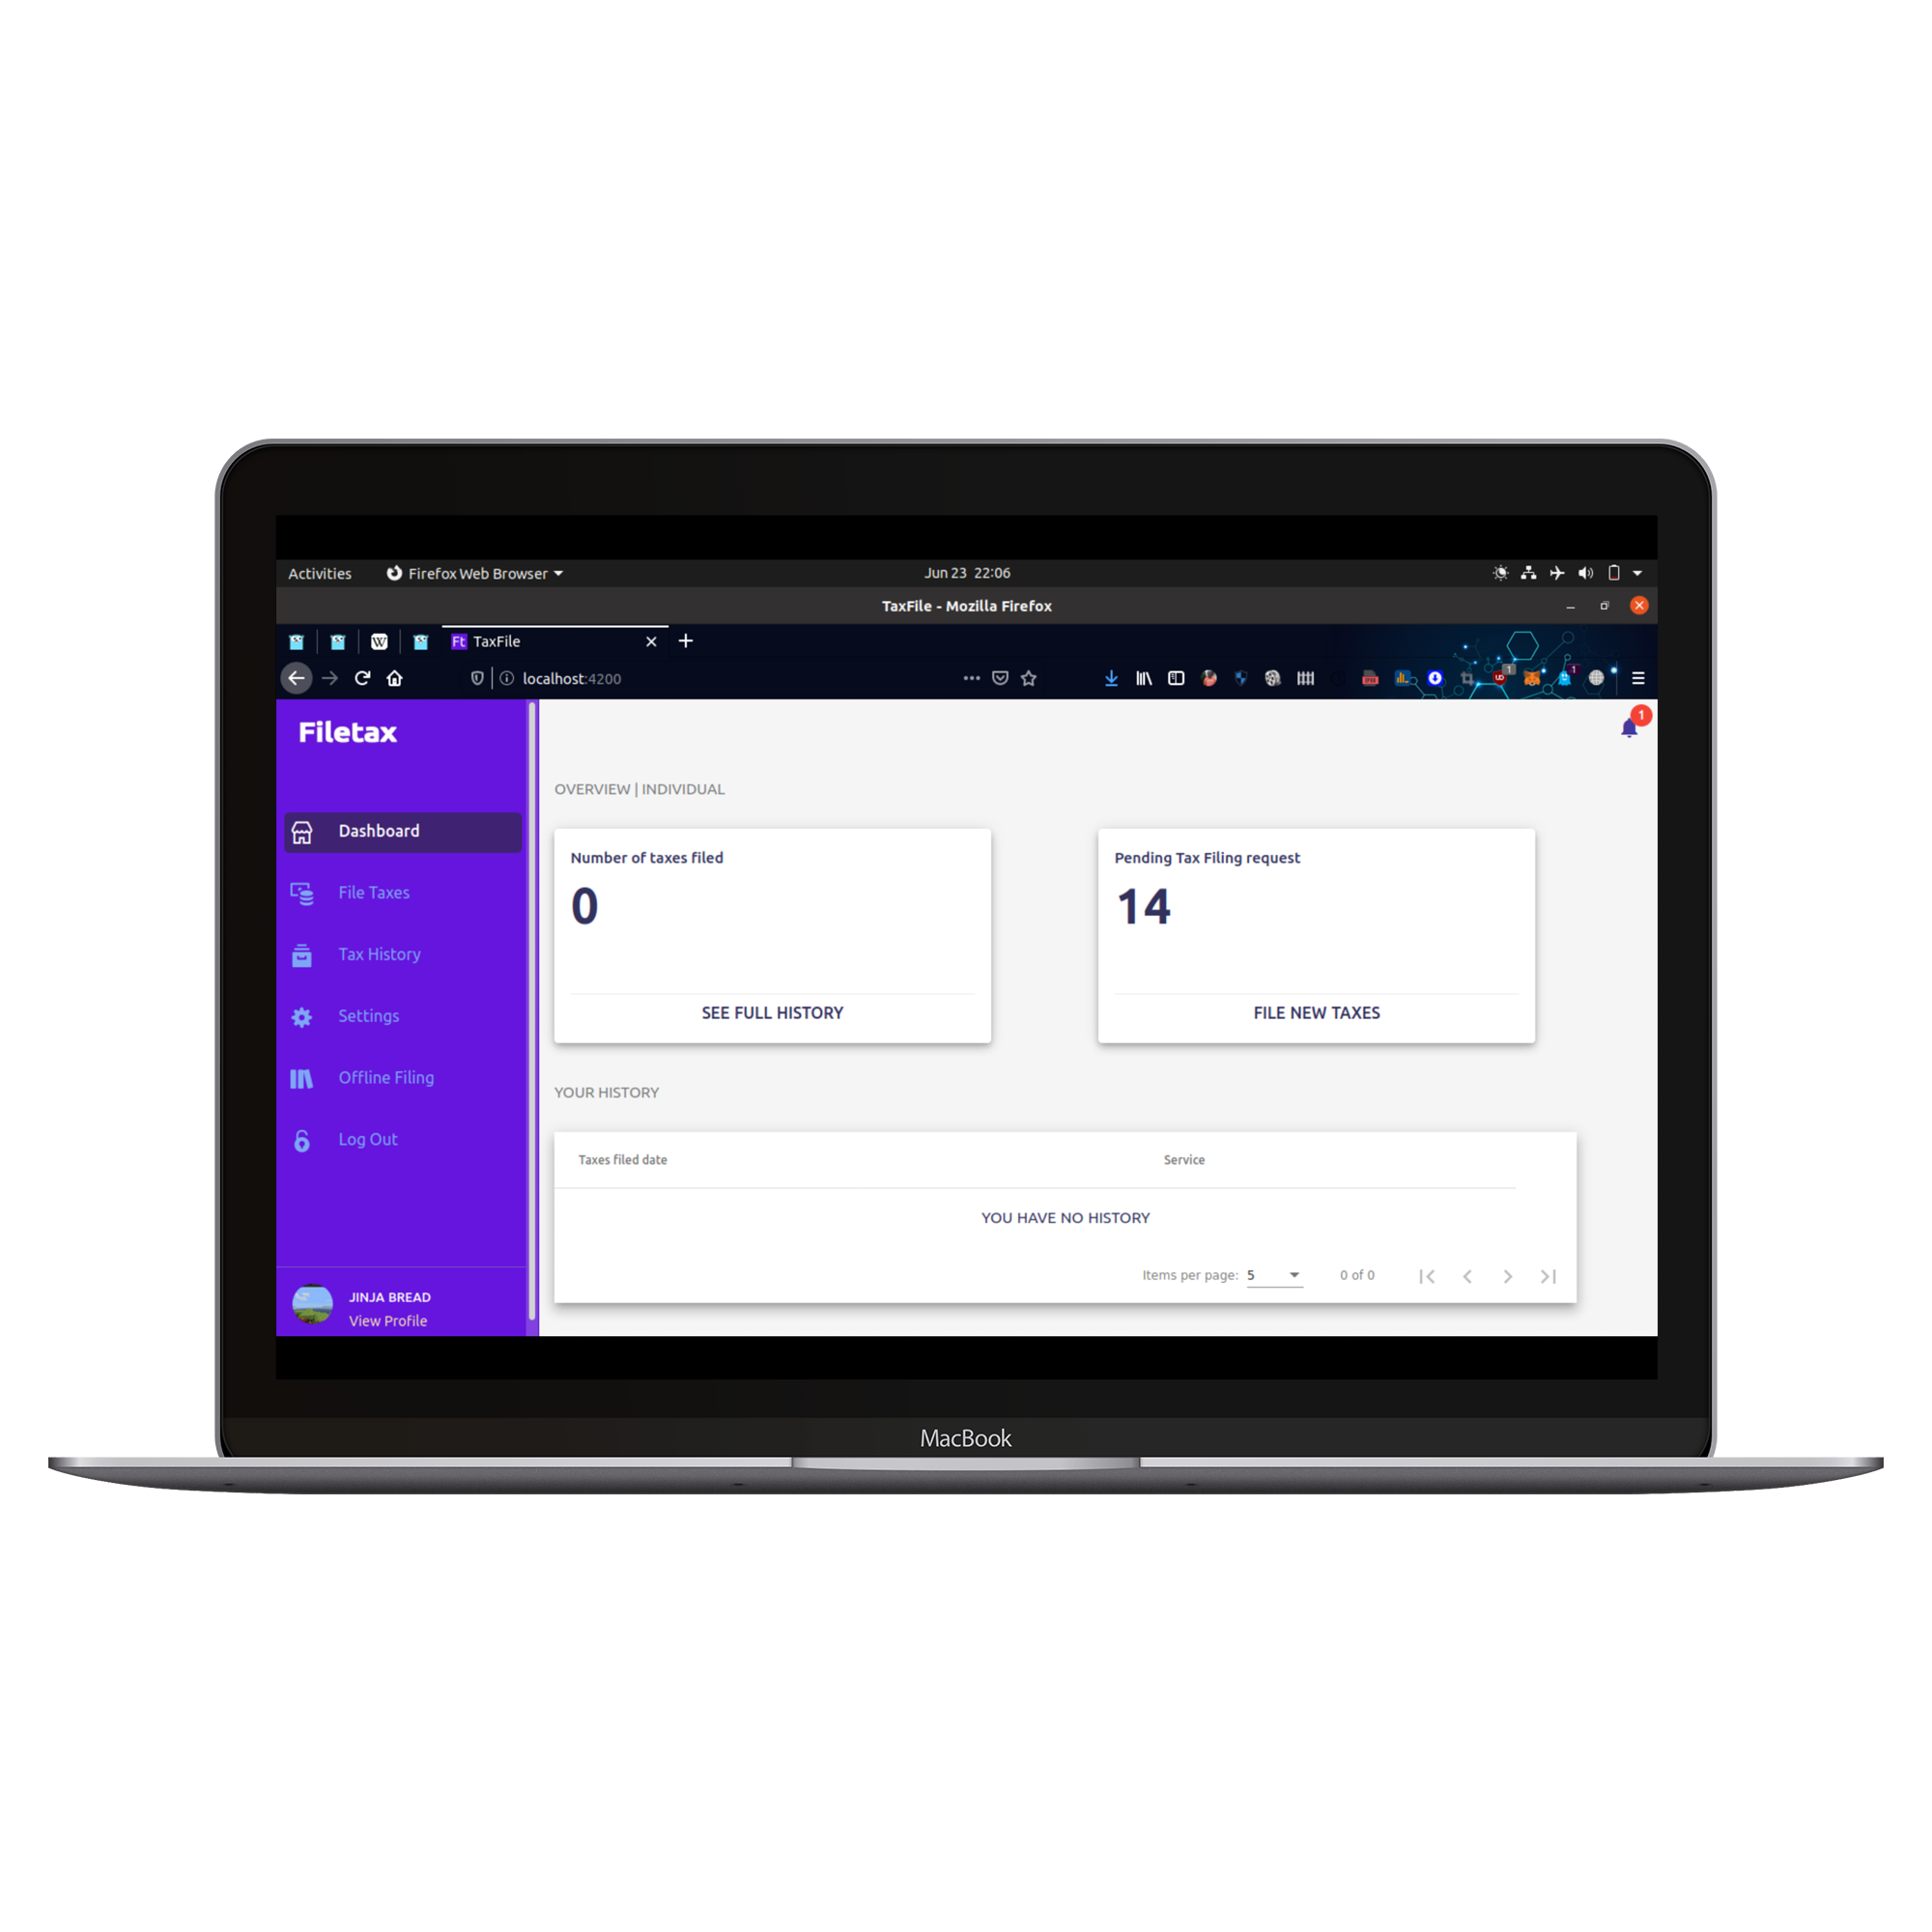 Activities Firefox Web Browser Jun 23 22:06
TaxFile - Mozilla Firefox
W Ft TaxFile
localhost:4200 1 1
Filetax
1
OVERVIEW | INDIVIDUAL
Dashboard
File Taxes
Tax History
Settings
Offline Filing
Log Out
JINJA BREAD
View Profile
Number of taxes filed
0
SEE FULL HISTORY
Pending Tax Filing request
14
FILE NEW TAXES
YOUR HISTORY
Taxes filed date Service
YOU HAVE NO HISTORY
Items per page: 5 0 of 0
MacBook